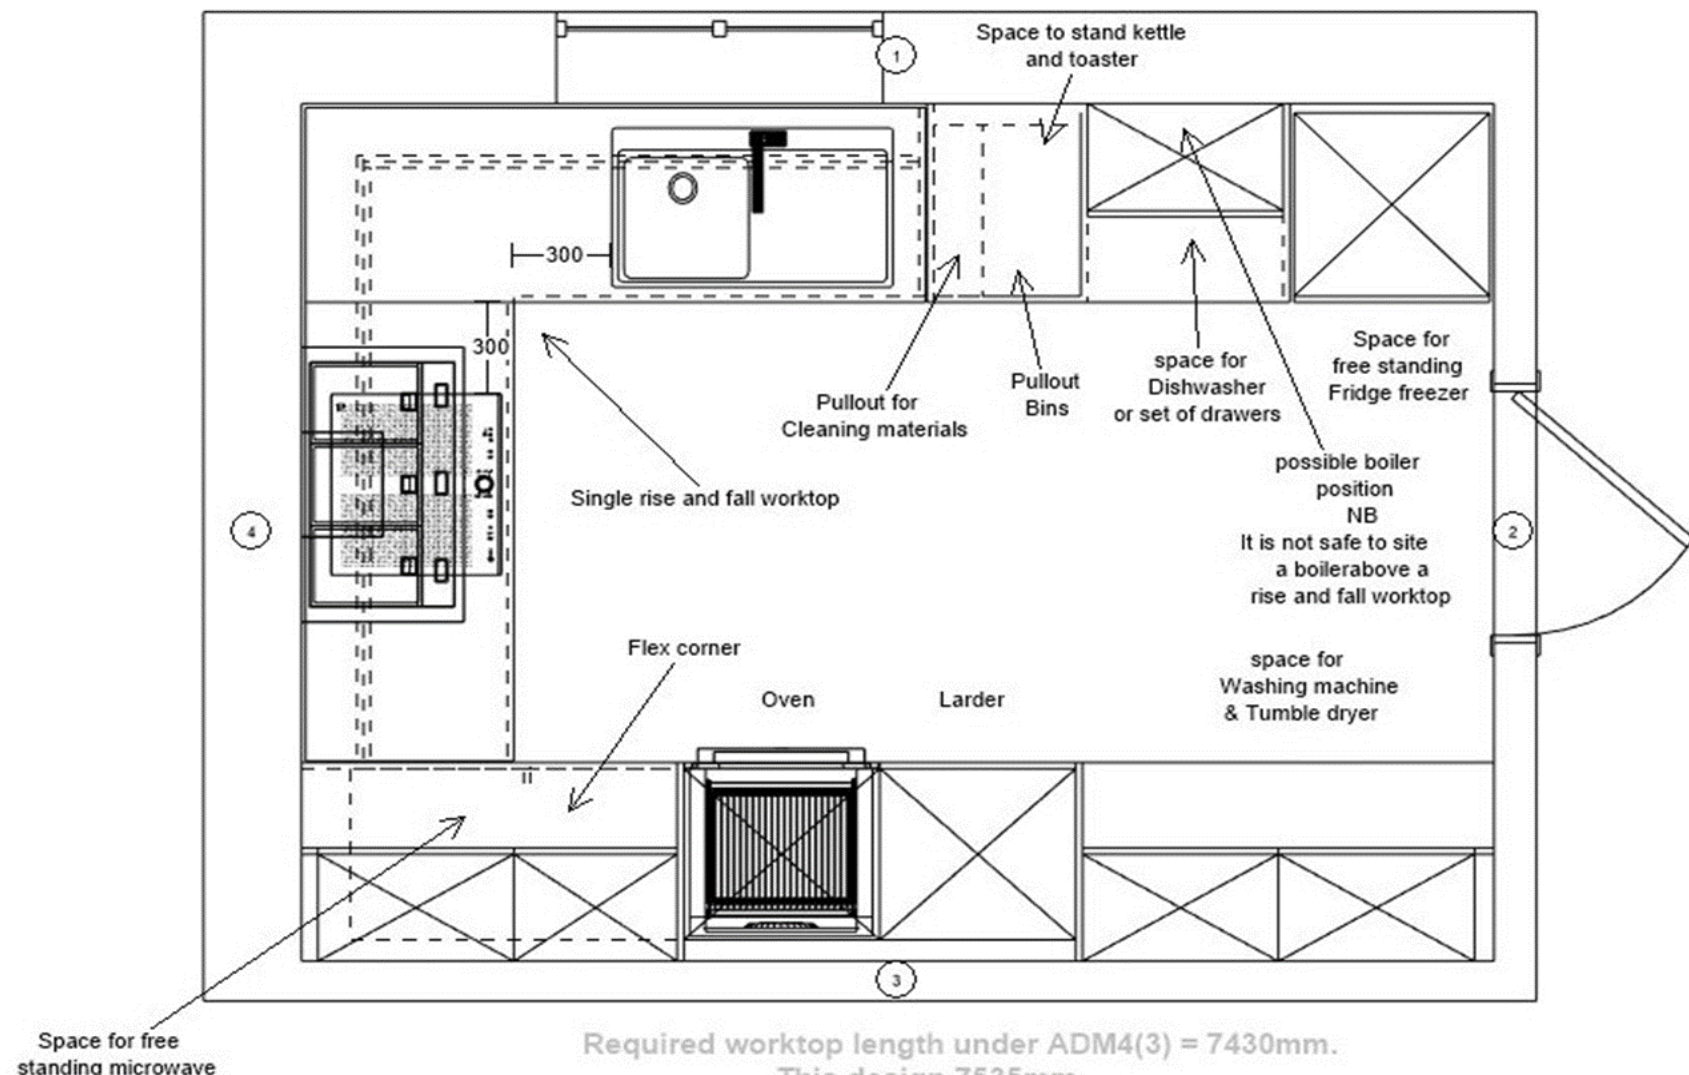 1
Space to stand kettle
and toaster
300
300
Pullout for
Cleaning materials
Pullout
Bins
space for
Dishwasher
or set of drawers
Space for
free standing
Fridge freezer
Single rise and fall worktop
possible boiler
position
NB
It is not safe to site
a boilerabove a
rise and fall worktop
4
2
Flex corner
Oven
Larder
space for
Washing machine
& Tumble dryer
3
Space for free
standing microwave
Required worktop length under ADM4(3) = 7430mm.
This design 7535mm